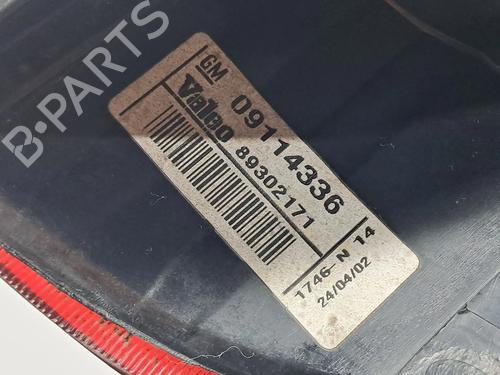 B-PARTS
GM 09114336
Valeo 89302171
1746-N 14
24/04/02